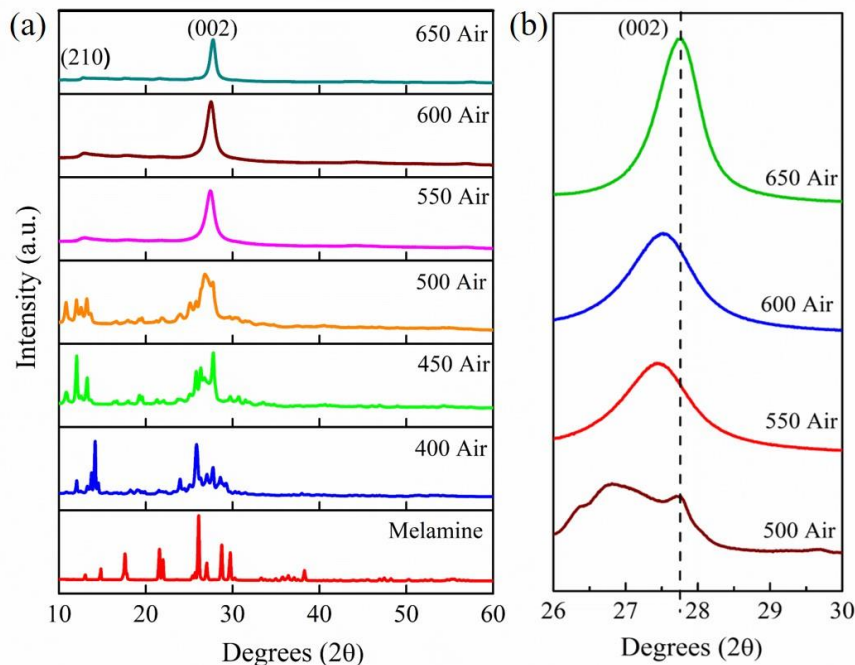 (a)
(002)
(210)
650 Air
600 Air
550 Air
500 Air
450 Air
400 Air
Melamine
Intensity (a.u.)
10 20 30 40 50 60
Degrees (2θ)
(b)
(002)
650 Air
600 Air
550 Air
500 Air
26 27 28 29 30
Degrees (2θ)